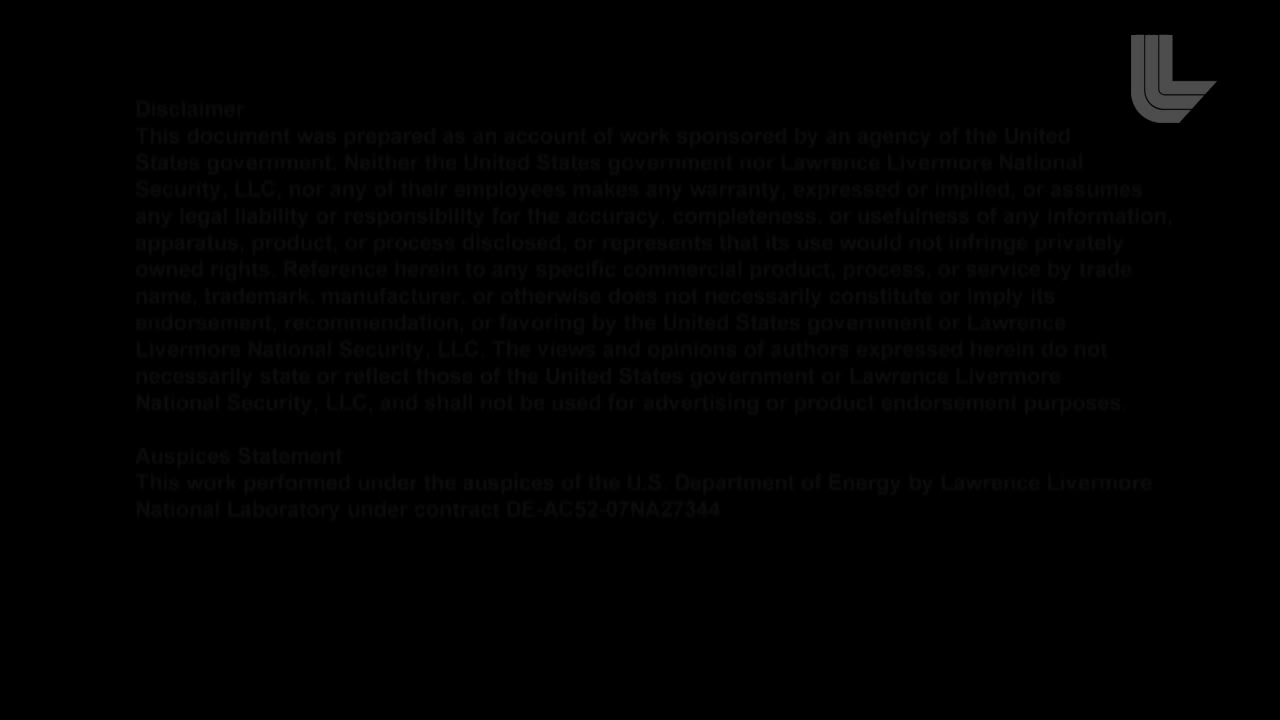 Disclaimer
This document was prepared as an account of work sponsored by an agency of the United
States government. Neither the United States government nor Lawrence Livermore National
Security, LLC, nor any of their employees makes any warranty, expressed or implied, or assumes
any legal liability or responsibility for the accuracy, completeness, or usefulness of any information,
apparatus, product, or process disclosed, or represents that its use would not infringe privately
owned rights. Reference herein to any specific commercial product, process, or service by trade
name, trademark, manufacturer, or otherwise does not necessarily constitute or imply its
endorsement, recommendation, or favoring by the United States government or Lawrence
Livermore National Security, LLC. The views and opinions of authors expressed herein do not
necessarily state or reflect those of the United States government or Lawrence Livermore
National Security, LLC, and shall not be used for advertising or product endorsement purposes.
Auspices Statement
This work performed under the auspices of the U.S. Department of Energy by Lawrence Livermore
National Laboratory under contract DE-AC52-07NA27344